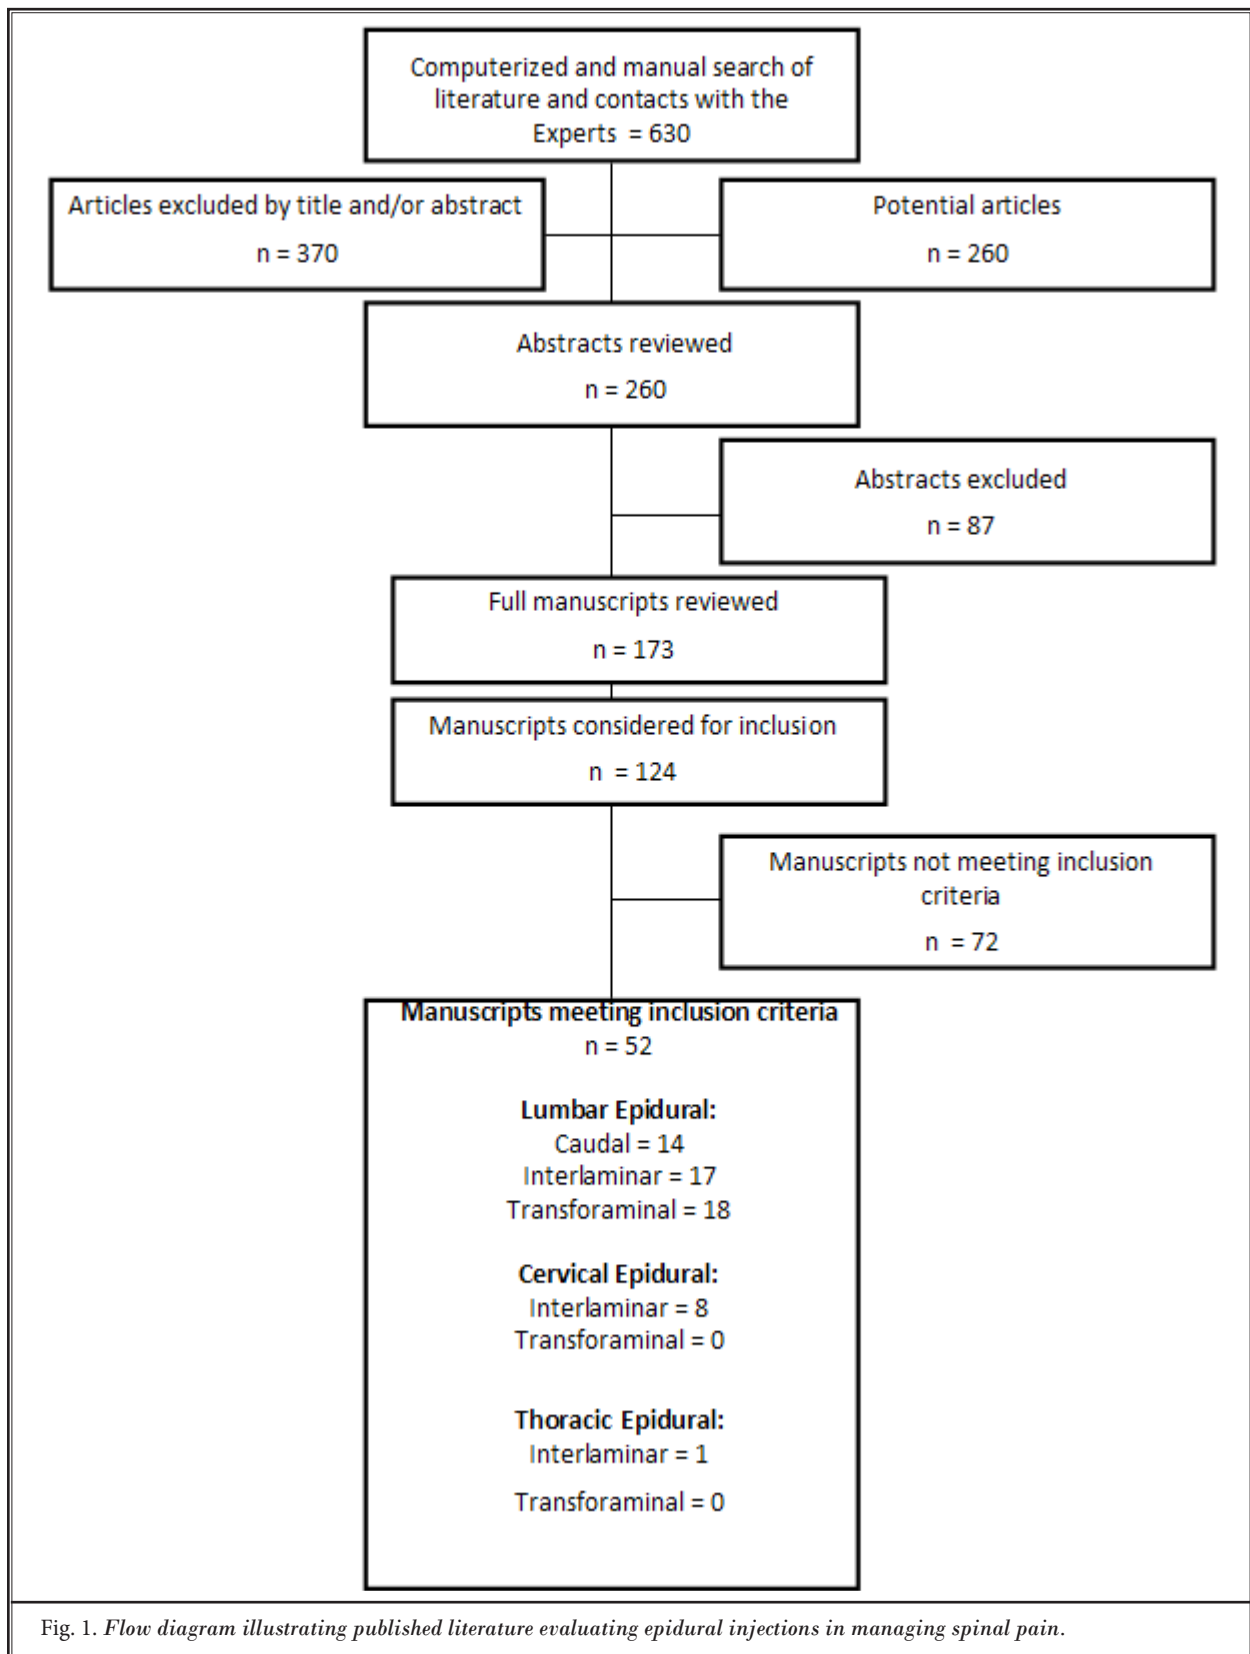 Computerized and manual search of
literature and contacts with the
Experts = 630
Articles excluded by title and/or abstract
n = 370
Potential articles
n = 260
Abstracts reviewed
n = 260
Abstracts excluded
n = 87
Full manuscripts reviewed
n = 173
Manuscripts considered for inclusion
n = 124
Manuscripts not meeting inclusion
criteria
n = 72
Manuscripts meeting inclusion criteria
n = 52
Lumbar Epidural:
Caudal = 14
Interlaminar = 17
Transforaminal = 18
Cervical Epidural:
Interlaminar = 8
Transforaminal = 0
Thoracic Epidural:
Interlaminar = 1
Transforaminal = 0
Fig. 1. Flow diagram illustrating published literature evaluating epidural injections in managing spinal pain.